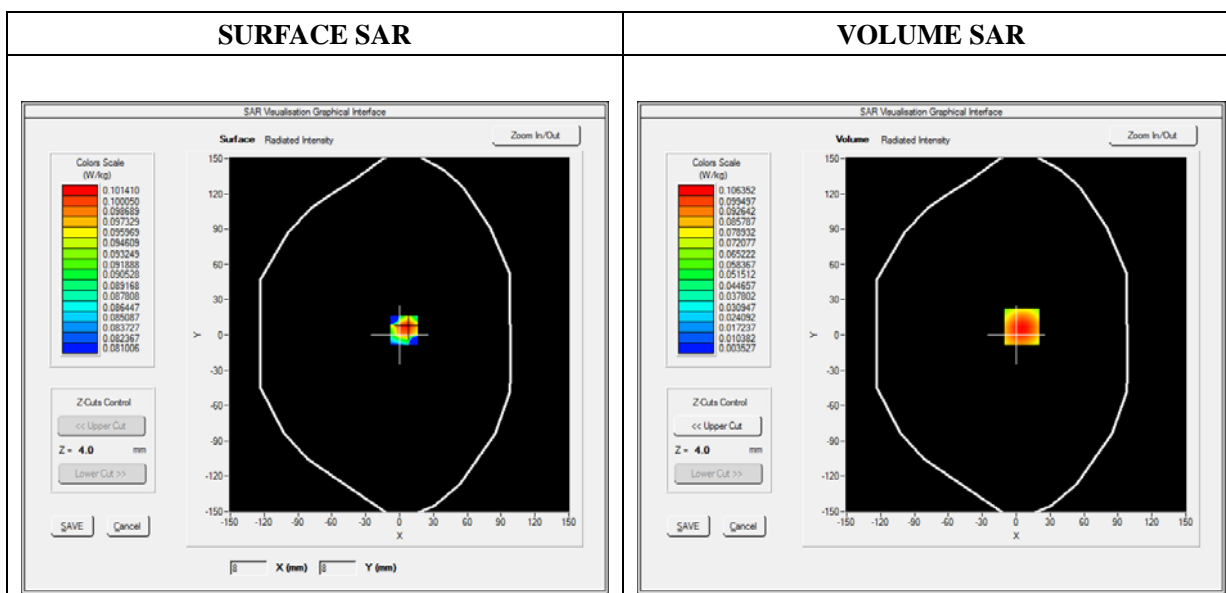 SURFACE SAR
VOLUME SAR
SAR Visualisation Graphical Interface
Surface Radiated Intensity
Zoom In/Out
Colors Scale
(W/kg)
0.101410
0.100050
0.098689
0.097329
0.095969
0.094609
0.093249
0.091888
0.090528
0.089168
0.087808
0.086447
0.085087
0.083727
0.082367
0.081006
Z-Cuts Control
<< Upper Cut
Z = 4.0 mm
Lower Cut >>
SAVE Cancel
Y
150
120
90
60
30
0
-30
-60
-90
-120
-150
-150 -120 -90 -60 -30 0 30 60 90 120 150
X
8 X (mm) 8 Y (mm)
SAR Visualisation Graphical Interface
Volume Radiated Intensity
Zoom In/Out
Colors Scale
(W/kg)
0.106352
0.099497
0.092642
0.085787
0.078932
0.072077
0.065222
0.058367
0.051512
0.044657
0.037802
0.030947
0.024092
0.017237
0.010382
0.003527
Z-Cuts Control
<< Upper Cut
Z = 4.0 mm
Lower Cut >>
SAVE Cancel
Y
150
120
90
60
30
0
-30
-60
-90
-120
-150
-150 -120 -90 -60 -30 0 30 60 90 120 150
X